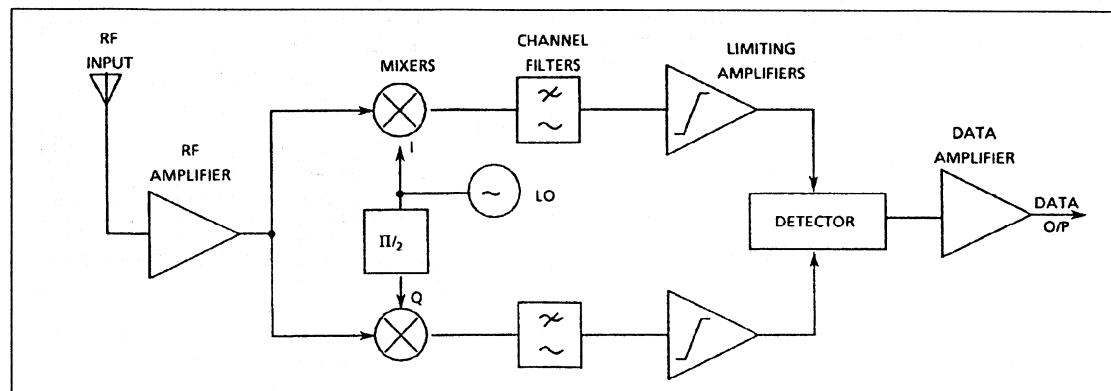 RF
INPUT
RF
AMPLIFIER
MIXERS
I
Π/2
Q
LO
CHANNEL
FILTERS
LIMITING
AMPLIFIERS
DETECTOR
DATA
AMPLIFIER
DATA
O/P